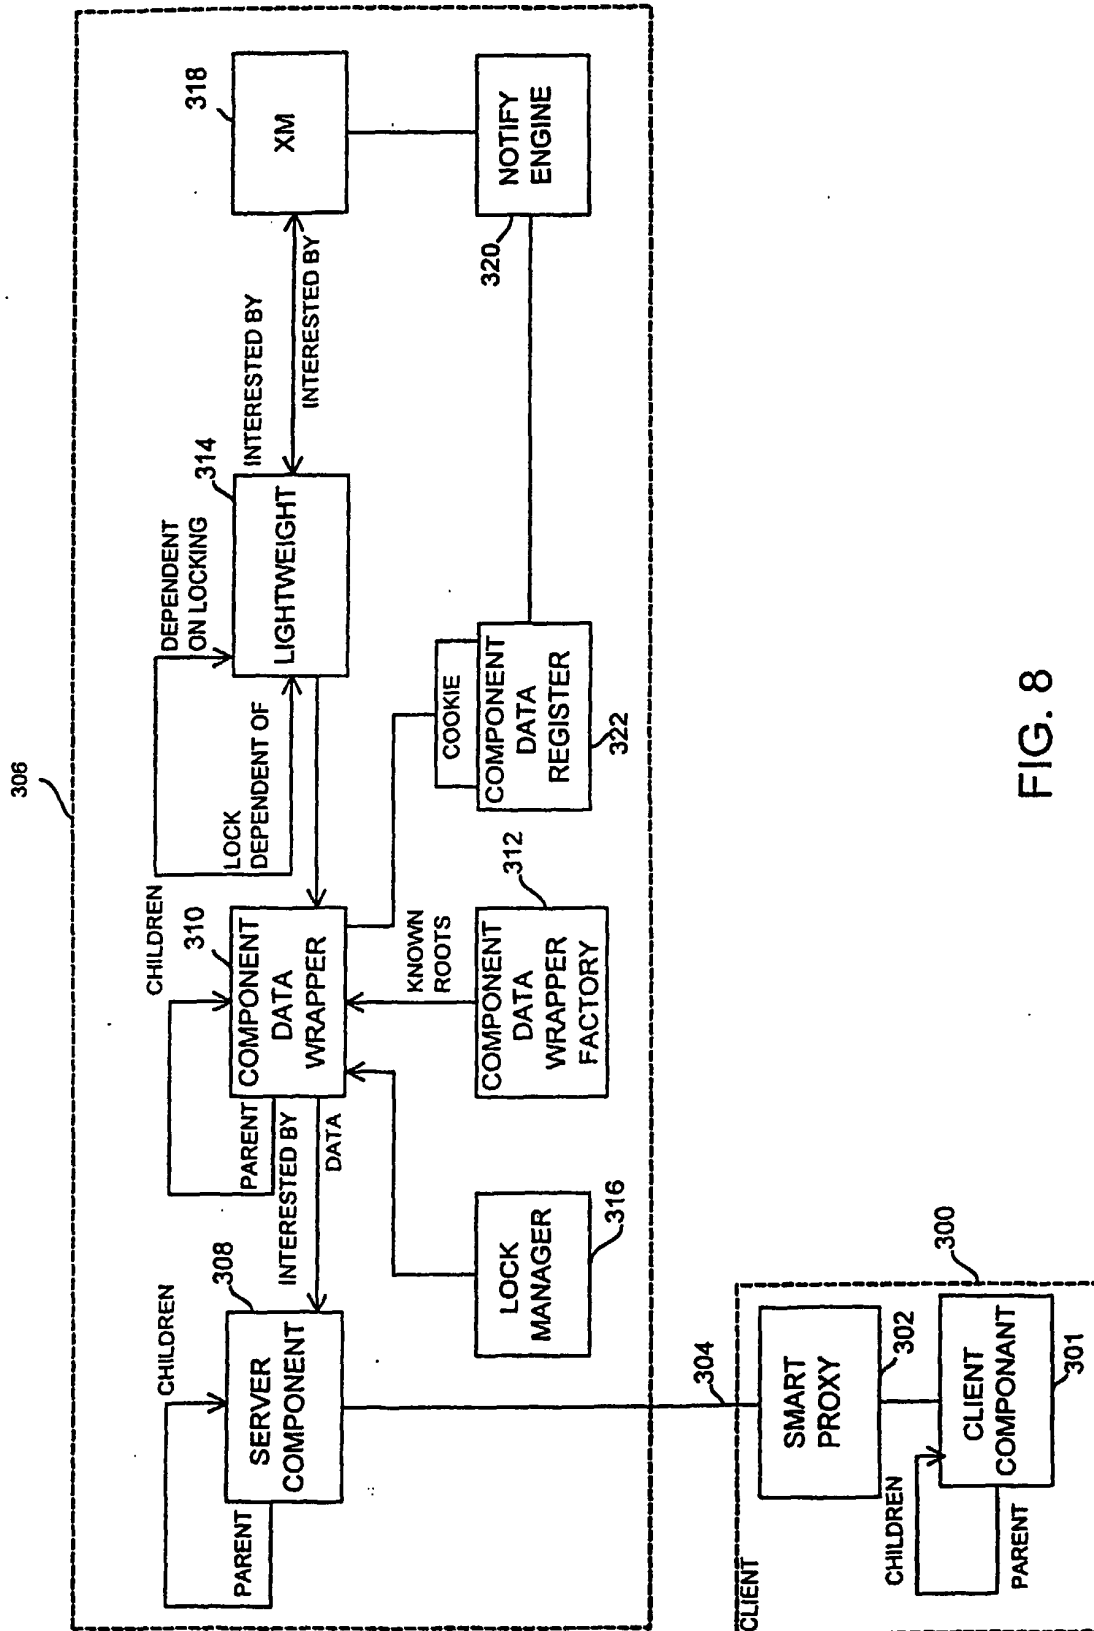 306
CHILDREN
PARENT
308
SERVER
COMPONENT
INTERESTED BY
DATA
CHILDREN
PARENT
310
COMPONENT
DATA
WRAPPER
LOCK
DEPENDENT OF
DEPENDENT
ON LOCKING
314
LIGHTWEIGHT
INTERESTED BY
INTERESTED BY
318
XM
LOCK
MANAGER
316
KNOWN
ROOTS
312
COMPONENT
DATA
WRAPPER
FACTORY
COOKIE
COMPONENT
DATA
REGISTER
322
320
NOTIFY
ENGINE
304
CLIENT
300
SMART
PROXY
302
CHILDREN
PARENT
CLIENT
COMPONANT
301
FIG. 8